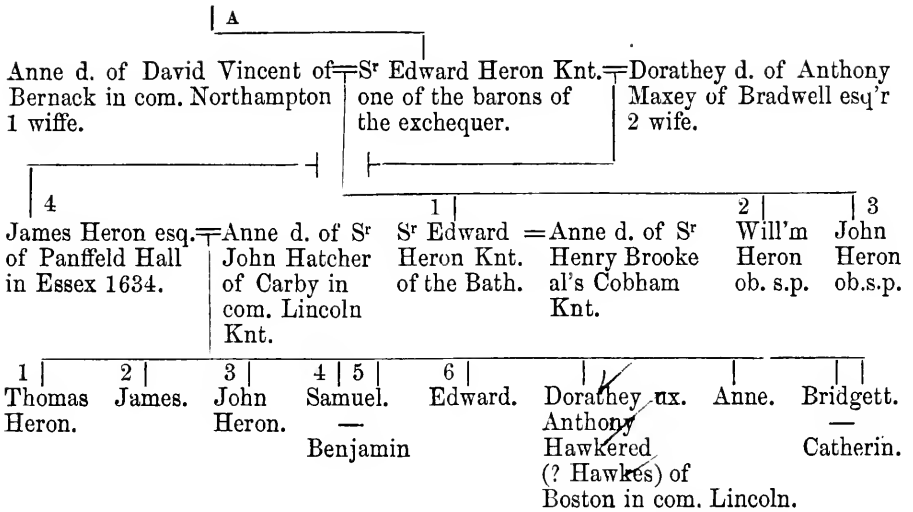 A
Anne d. of David Vincent of Bernack in com. Northampton 1 wiffe.
Sr Edward Heron Knt. one of the barons of the exchequer.
Dorathey d. of Anthony Maxey of Bradwell esq'r 2 wife.
4
James Heron esq. of Panffeld Hall in Essex 1634.
Anne d. of Sr John Hatcher of Carby in com. Lincoln Knt.
1
Sr Edward Heron Knt. of the Bath.
Anne d. of Sr Henry Brooke al's Cobham Knt.
2
Will'm Heron ob. s.p.
3
John Heron ob.s.p.
1
Thomas Heron.
2
James.
3
John Heron.
4 5
Samuel.
—
Benjamin
6
Edward.
Dorathey ux. Anthony Hawkered (? Hawkes) of Boston in com. Lincoln.
Anne.
Bridgett.
—
Catherin.